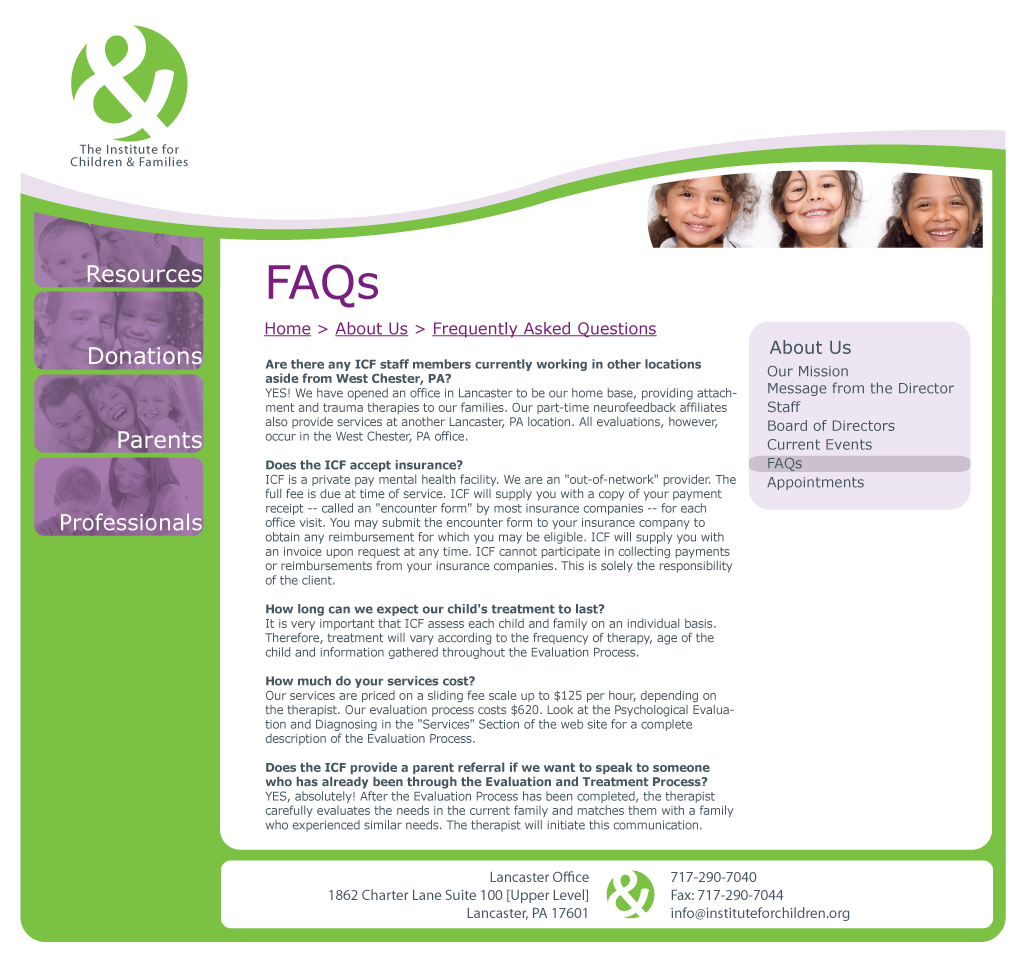 The Institute for
Children & Families
Resources
Donations
Parents
Professionals
FAQs
Home > About Us > Frequently Asked Questions
Are there any ICF staff members currently working in other locations
aside from West Chester, PA?
YES! We have opened an office in Lancaster to be our home base, providing attach-
ment and trauma therapies to our families. Our part-time neurofeedback affiliates
also provide services at another Lancaster, PA location. All evaluations, however,
occur in the West Chester, PA office.
Does the ICF accept insurance?
ICF is a private pay mental health facility. We are an "out-of-network" provider. The
full fee is due at time of service. ICF will supply you with a copy of your payment
receipt -- called an "encounter form" by most insurance companies -- for each
office visit. You may submit the encounter form to your insurance company to
obtain any reimbursement for which you may be eligible. ICF will supply you with
an invoice upon request at any time. ICF cannot participate in collecting payments
or reimbursements from your insurance companies. This is solely the responsibility
of the client.
How long can we expect our child's treatment to last?
It is very important that ICF assess each child and family on an individual basis.
Therefore, treatment will vary according to the frequency of therapy, age of the
child and information gathered throughout the Evaluation Process.
How much do your services cost?
Our services are priced on a sliding fee scale up to $125 per hour, depending on
the therapist. Our evaluation process costs $620. Look at the Psychological Evalua-
tion and Diagnosing in the "Services" Section of the web site for a complete
description of the Evaluation Process.
Does the ICF provide a parent referral if we want to speak to someone
who has already been through the Evaluation and Treatment Process?
YES, absolutely! After the Evaluation Process has been completed, the therapist
carefully evaluates the needs in the current family and matches them with a family
who experienced similar needs. The therapist will initiate this communication.
About Us
Our Mission
Message from the Director
Staff
Board of Directors
Current Events
FAQs
Appointments
Lancaster Office
1862 Charter Lane Suite 100 [Upper Level]
Lancaster, PA 17601
&
717-290-7040
Fax: 717-290-7044
info@instituteforchildren.org